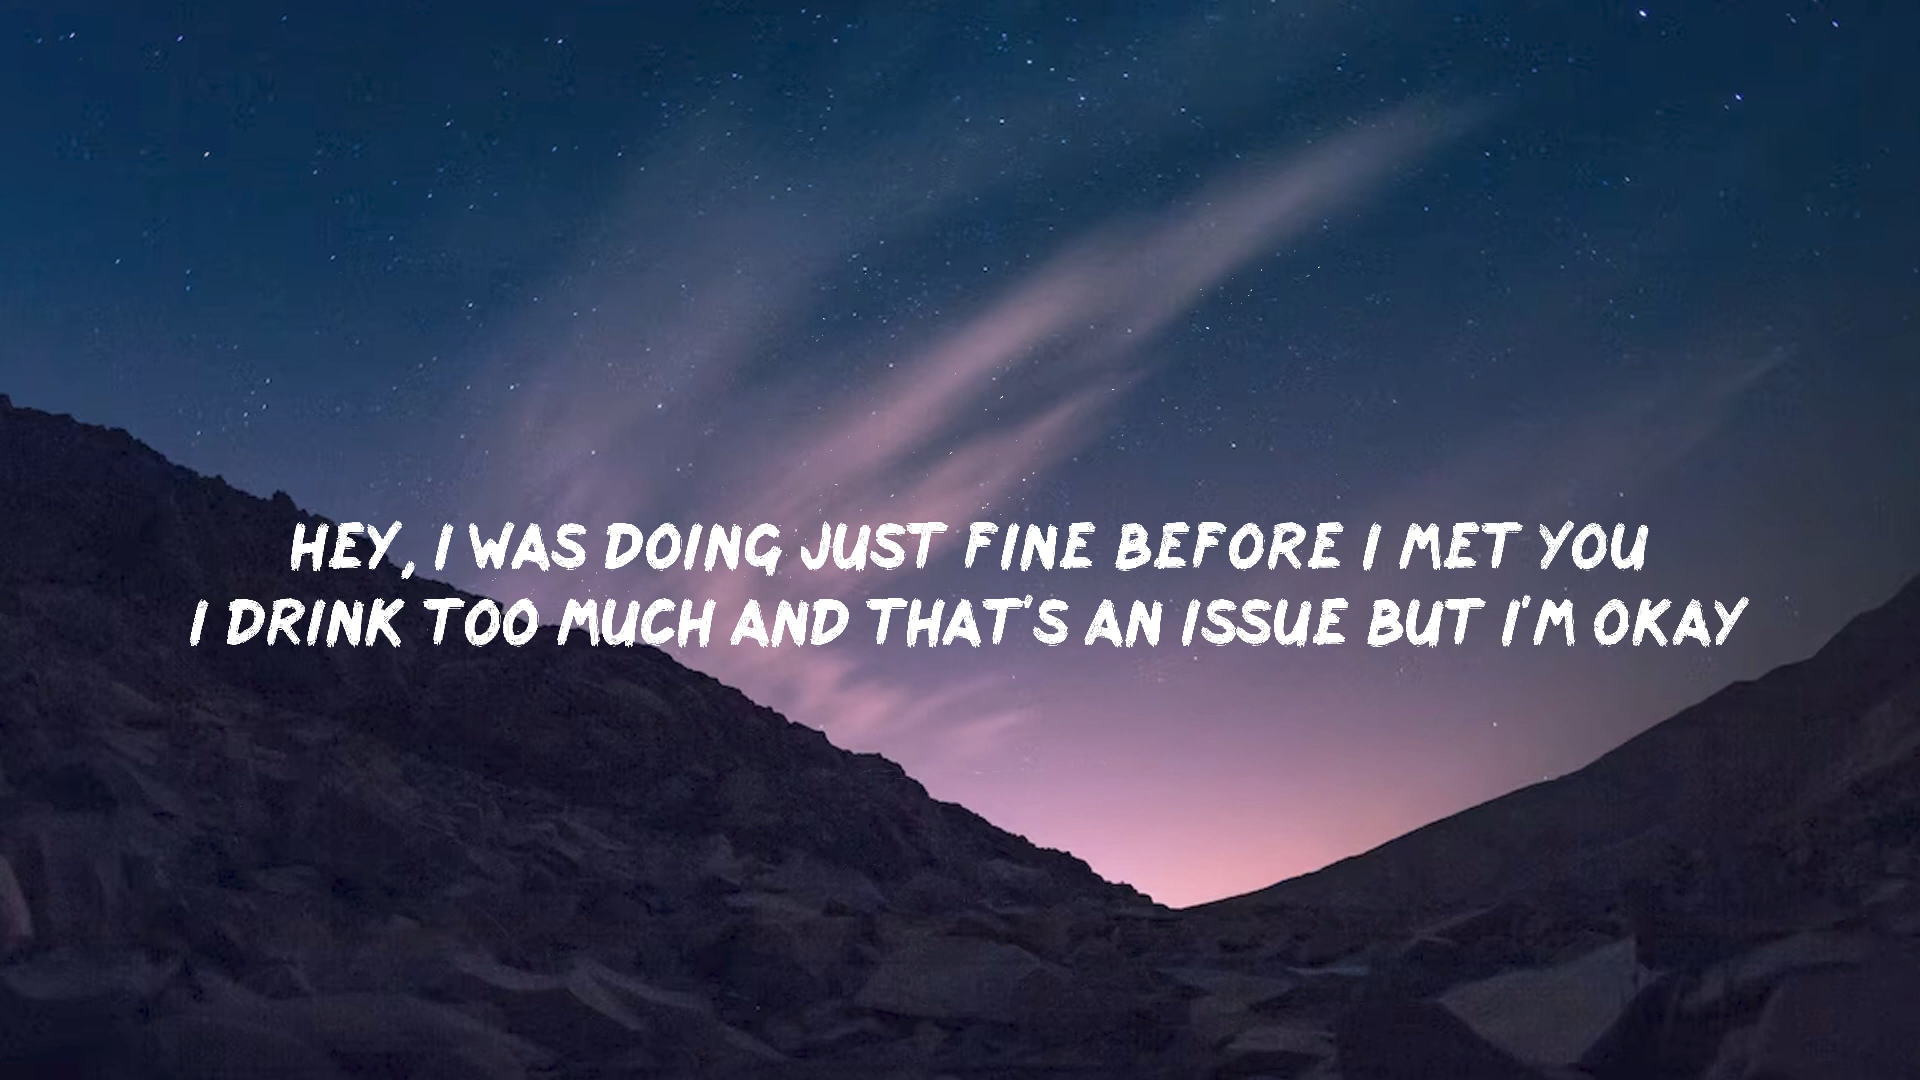 HEY, I WAS DOING JUST FINE BEFORE I MET YOU
I DRINK TOO MUCH AND THAT'S AN ISSUE BUT I'M OKAY